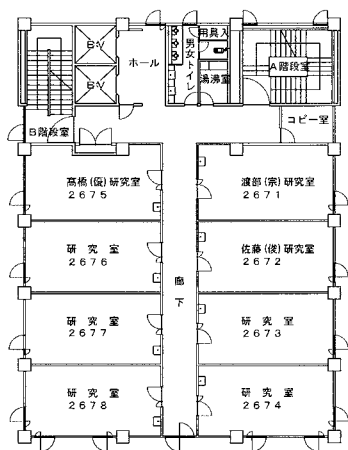 用具入
EV
ホール
男女トイレ
湯沸室
A階段室
EV
B階段室
コピー室
高橋(優)研究室
2675
渡部(宗)研究室
2671
研究室
2676
佐藤(俊)研究室
2672
廊下
研究室
2677
研究室
2673
研究室
2678
研究室
2674